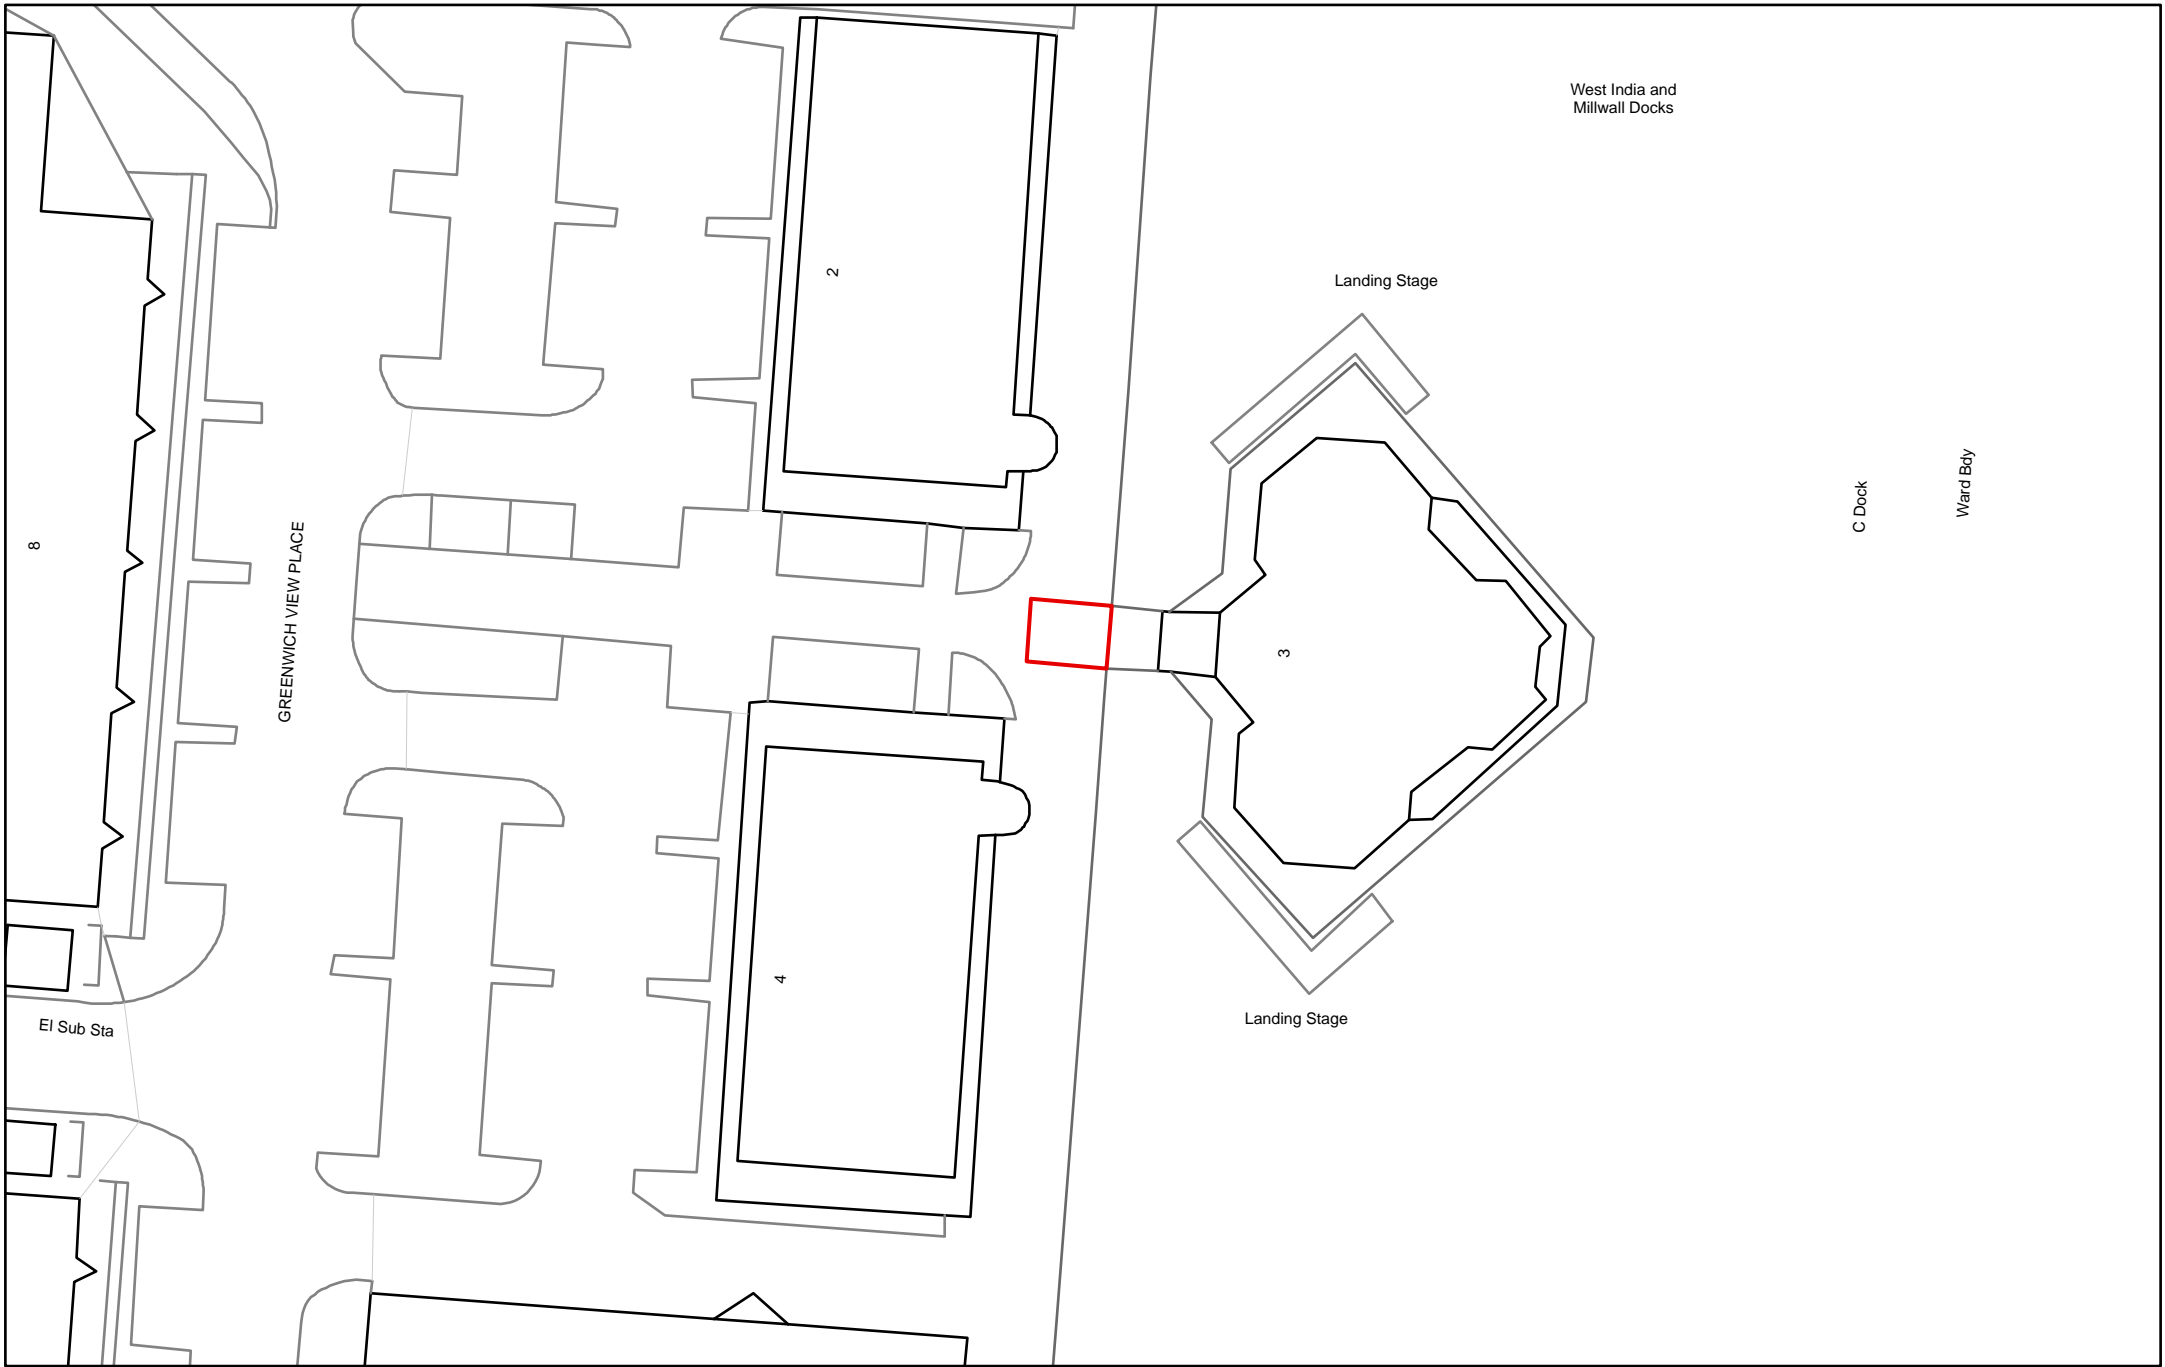 West India and
Millwall Docks
2
Landing Stage
8
GREENWICH VIEW PLACE
C Dock
Ward Bdy
3
4
El Sub Sta
Landing Stage